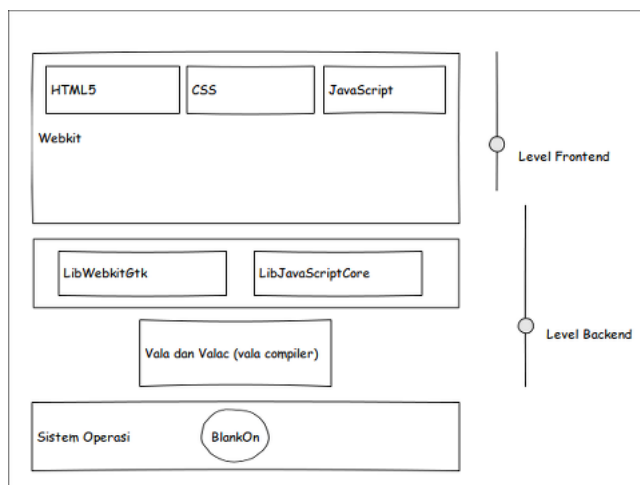 HTML5
CSS
JavaScript
Webkit
Level Frontend
LibWebkitGtk
LibJavaScriptCore
Level Backend
Vala dan Valac (vala compiler)
Sistem Operasi
BlankOn